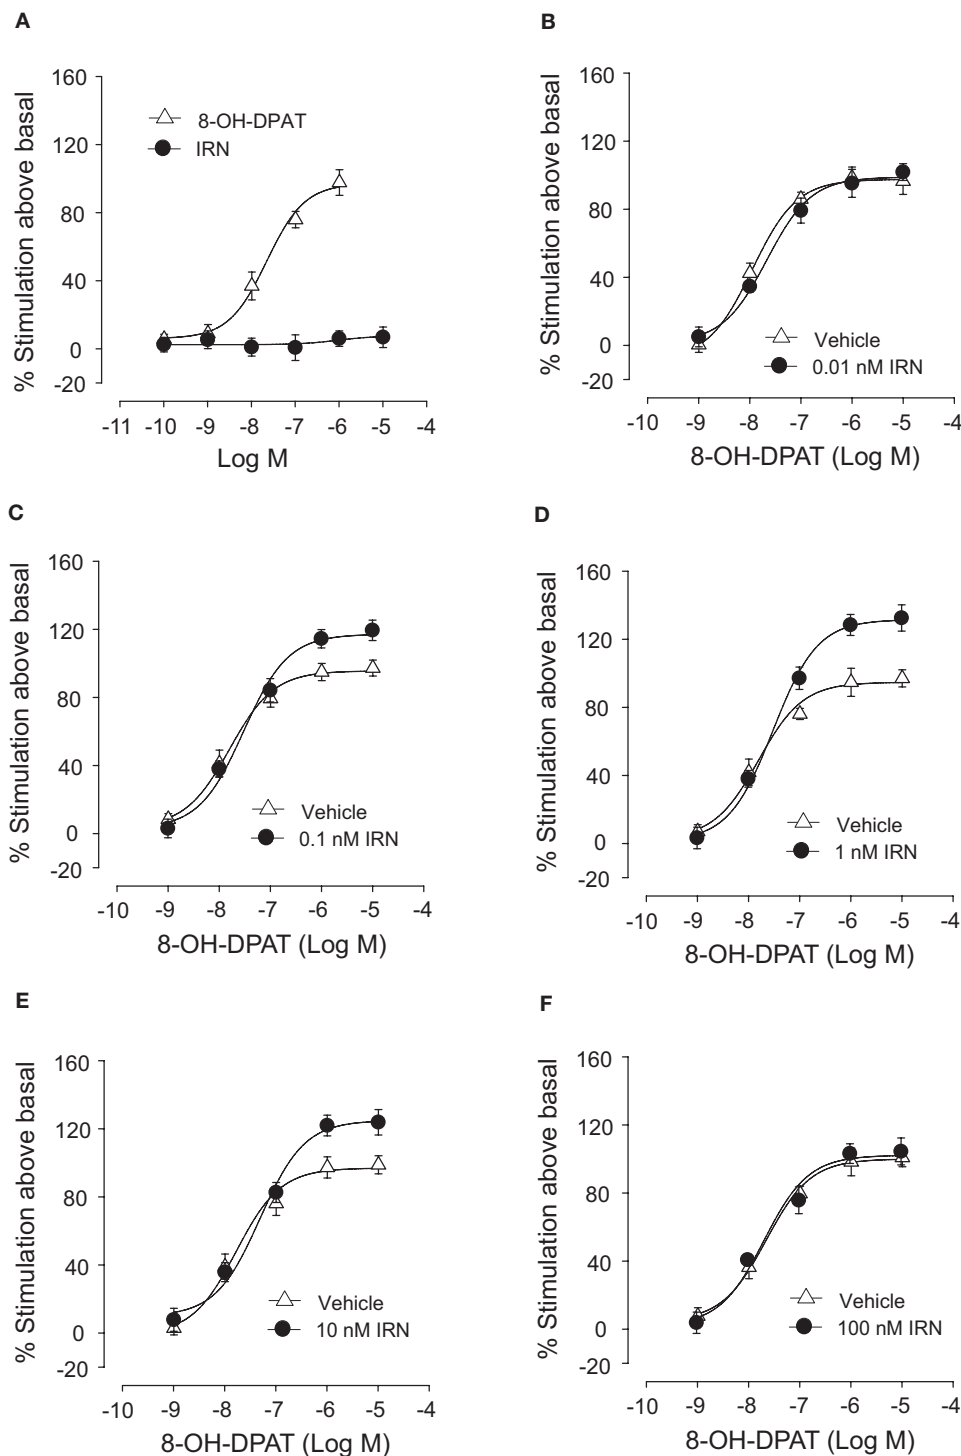 A
% Stimulation above basal
160
120
80
40
0
-20
8-OH-DPAT
IRN
-11 -10 -9 -8 -7 -6 -5 -4
Log M
B
% Stimulation above basal
160
120
80
40
0
-20
Vehicle
0.01 nM IRN
-10 -9 -8 -7 -6 -5 -4
8-OH-DPAT (Log M)
C
% Stimulation above basal
160
120
80
40
0
-20
Vehicle
0.1 nM IRN
-10 -9 -8 -7 -6 -5 -4
8-OH-DPAT (Log M)
D
% Stimulation above basal
160
120
80
40
0
-20
Vehicle
1 nM IRN
-10 -9 -8 -7 -6 -5 -4
8-OH-DPAT (Log M)
E
% Stimulation above basal
160
120
80
40
0
-20
Vehicle
10 nM IRN
-10 -9 -8 -7 -6 -5 -4
8-OH-DPAT (Log M)
F
% Stimulation above basal
160
120
80
40
0
-20
Vehicle
100 nM IRN
-10 -9 -8 -7 -6 -5 -4
8-OH-DPAT (Log M)